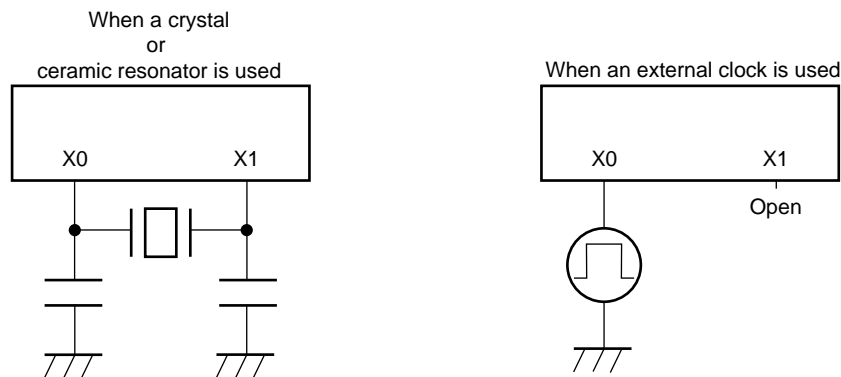 When a crystal
or
ceramic resonator is used
X0
X1
When an external clock is used
X0
X1
Open